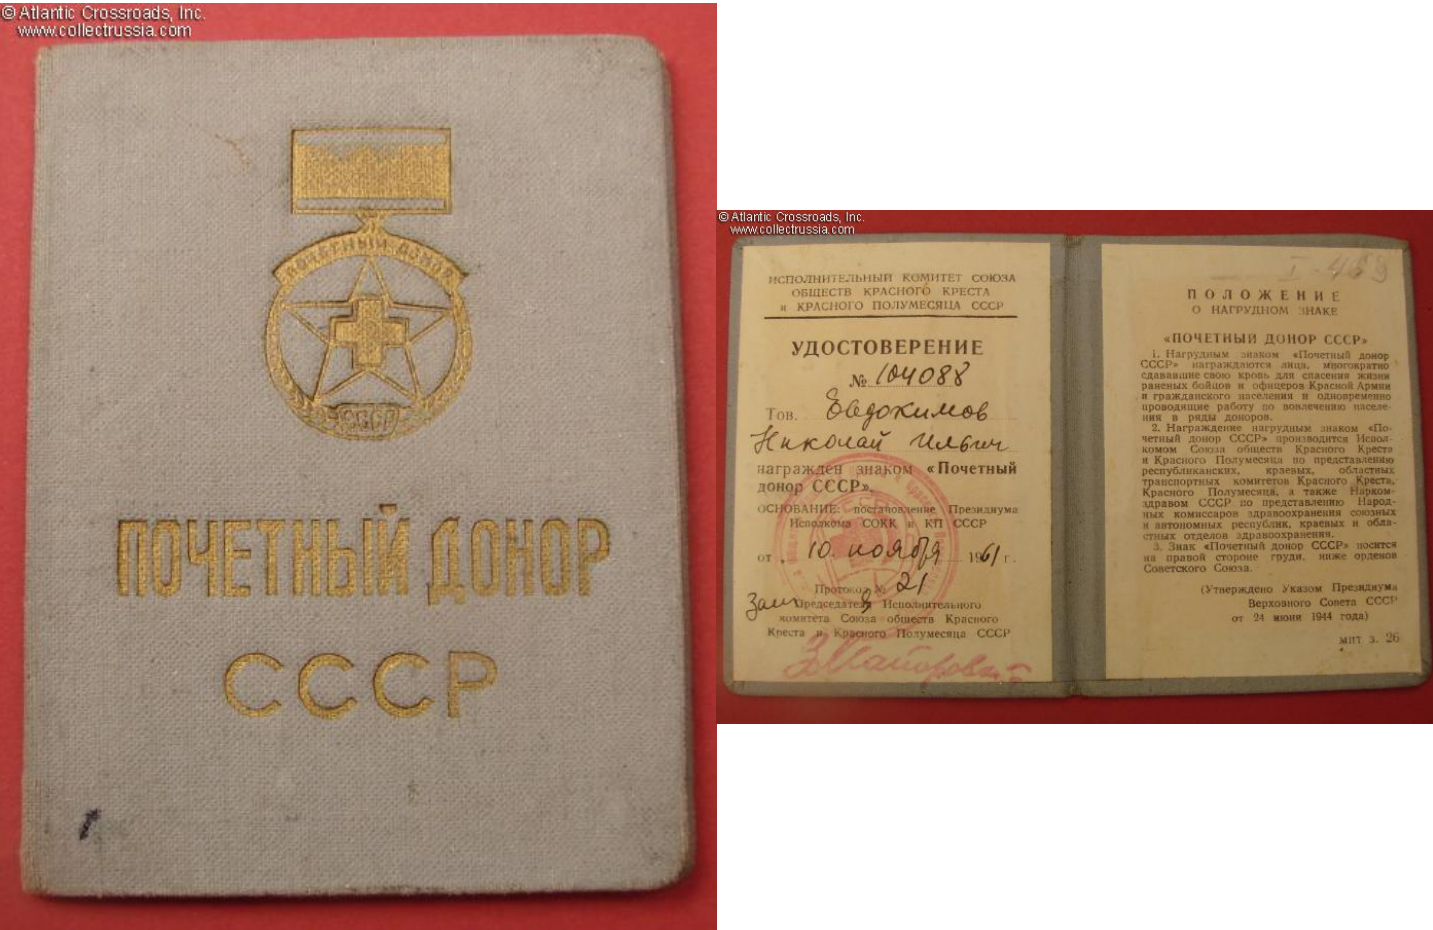 © Atlantic Crossroads, Inc.
www.collectrussia.com
ПОЧЕТНЫЙ ДОНОР
СССР
ПОЧЕТНЫЙ ДОНОР
СССР
© Atlantic Crossroads, Inc.
www.collectrussia.com
ИСПОЛНИТЕЛЬНЫЙ КОМИТЕТ СОЮЗА
ОБЩЕСТВ КРАСНОГО КРЕСТА
и КРАСНОГО ПОЛУМЕСЯЦА СССР
УДОСТОВЕРЕНИЕ
№ 104088
Тов. Евдокимов
Николай Ильич
награжден знаком «Почетный
донор СССР».
ОСНОВАНИЕ: постановление Президиума
Исполкома СОКК и КП СССР
от 10 ноября 1961 г.
Протокол № 21
Зам Председателя Исполнительного
комитета Союза обществ Красного
Креста и Красного Полумесяца СССР
ПОЛОЖЕНИЕ
О НАГРУДНОМ ЗНАКЕ
«ПОЧЕТНЫЙ ДОНОР СССР»
1. Нагрудным знаком «Почетный донор
СССР» награждаются лица, многократно
сдававшие свою кровь для спасения жизни
раненых бойцов и офицеров Красной Армии
и гражданского населения и одновременно
проводящие работу по вовлечению населе-
ния в ряды доноров.
2. Награждение нагрудным знаком «По-
четный донор СССР» производится Испол-
комом Союза обществ Красного Креста
и Красного Полумесяца по представлению
республиканских, краевых, областных
транспортных комитетов Красного Креста,
Красного Полумесяца, а также Нарком-
здравом СССР по представлению Народ-
ных комиссаров здравоохранения союзных
и автономных республик, краевых и обла-
стных отделов здравоохранения.
3. Знак «Почетный донор СССР» носится
на правой стороне груди, ниже орденов
Советского Союза.
(Утверждено Указом Президиума
Верховного Совета СССР
от 24 июня 1944 года)
МПТ з. 26